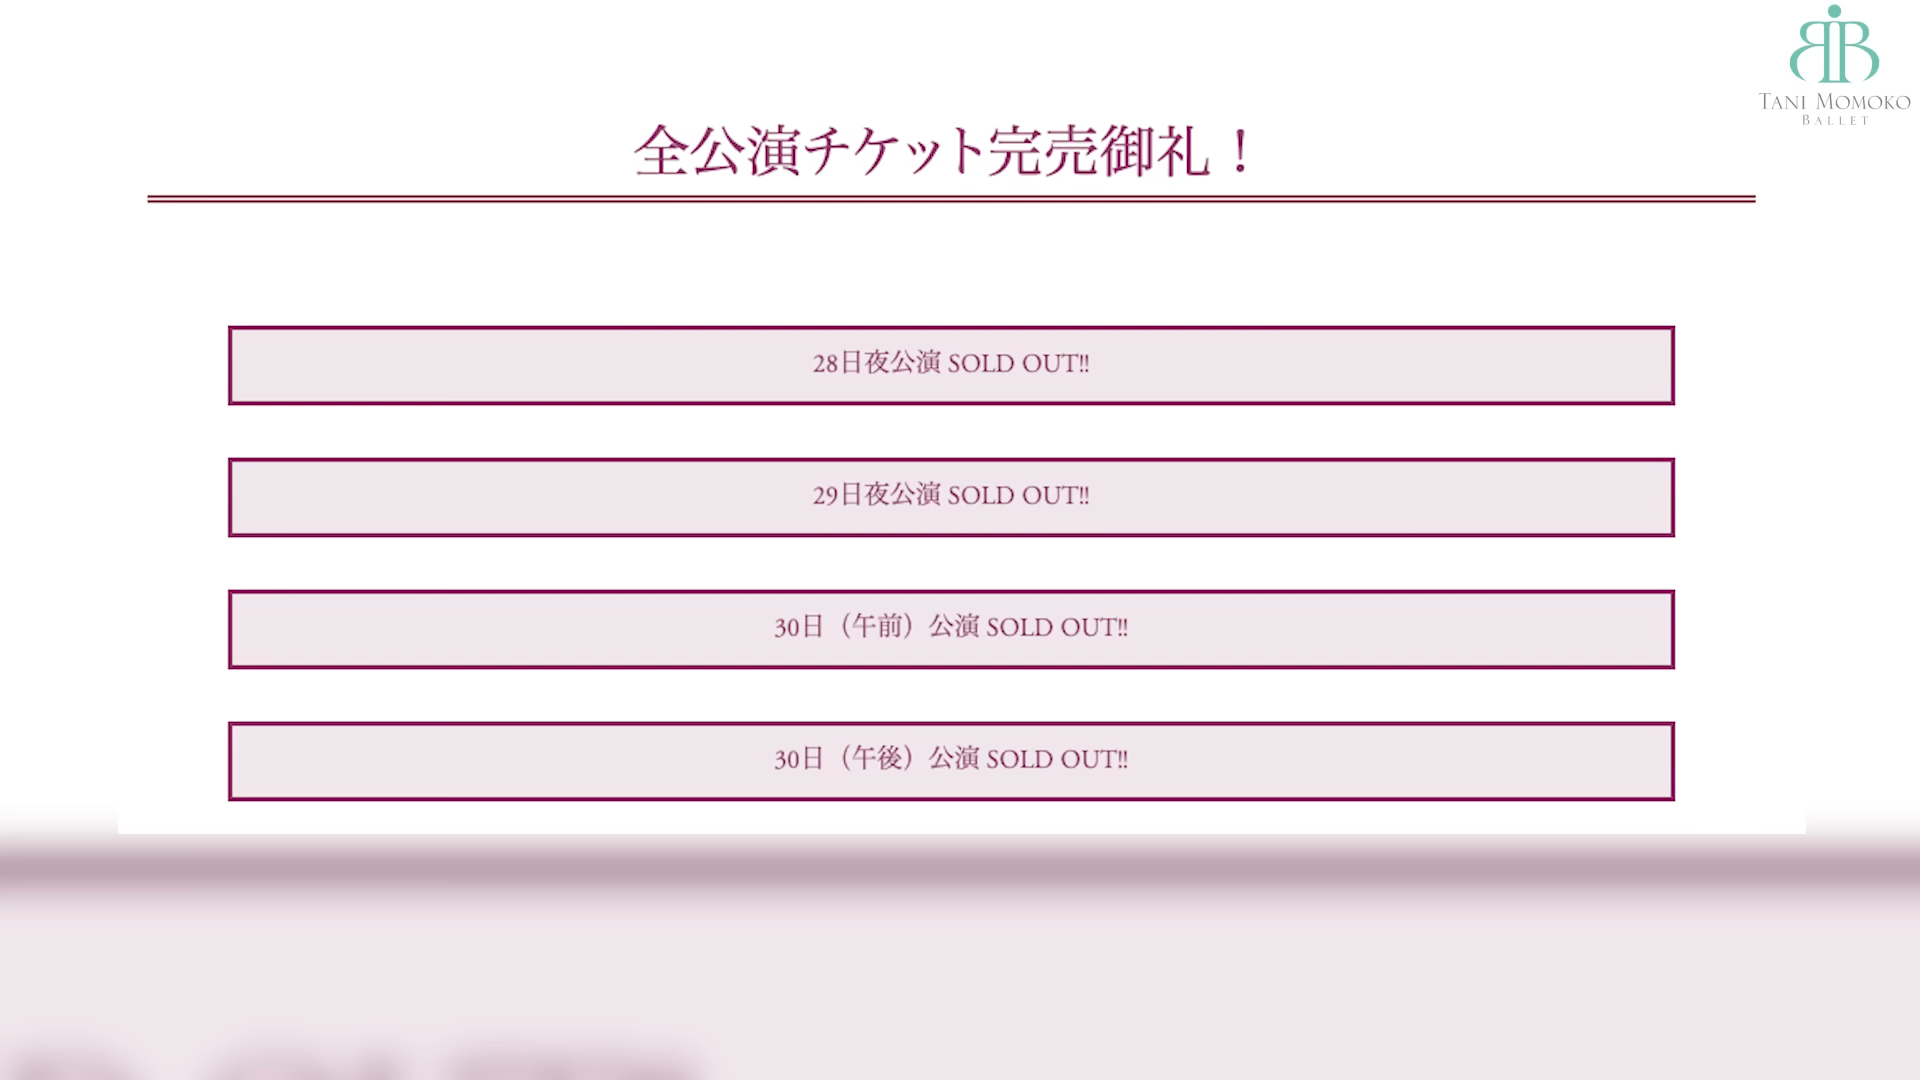 TANI MOMOKO
BALLET
全公演チケット完売御礼！
28日夜公演 SOLD OUT!!
29日夜公演 SOLD OUT!!
30日（午前）公演 SOLD OUT!!
30日（午後）公演 SOLD OUT!!